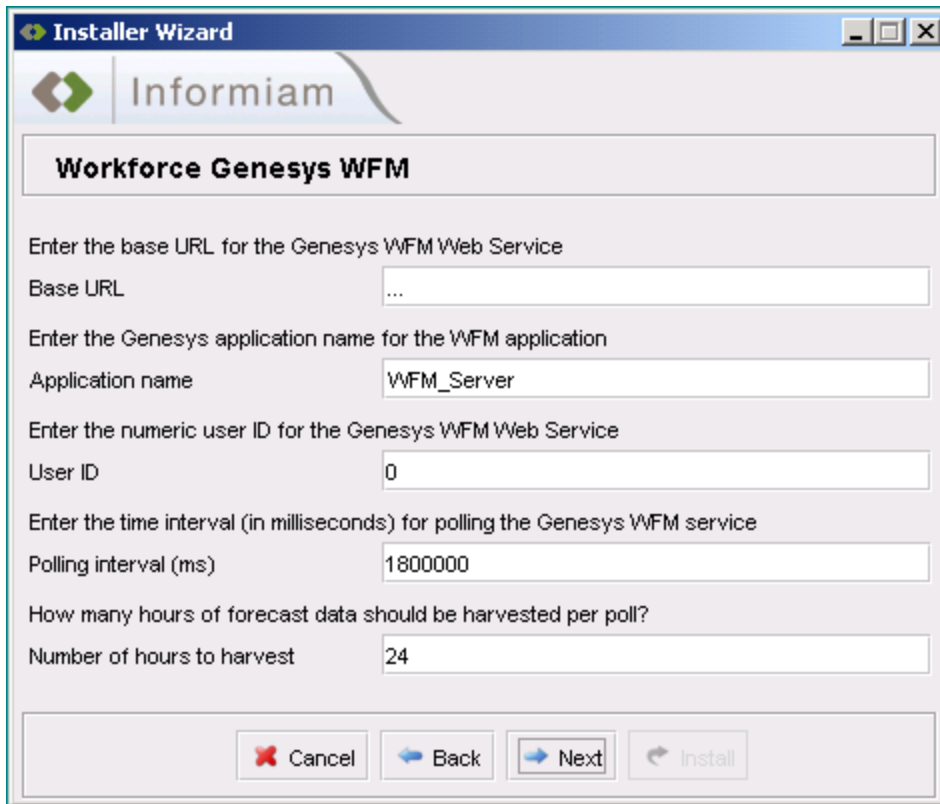 Installer Wizard
Informiam
Workforce Genesys WFM
Enter the base URL for the Genesys WFM Web Service
Base URL ...
Enter the Genesys application name for the WFM application
Application name WFM_Server
Enter the numeric user ID for the Genesys WFM Web Service
User ID 0
Enter the time interval (in milliseconds) for polling the Genesys WFM service
Polling interval (ms) 1800000
How many hours of forecast data should be harvested per poll?
Number of hours to harvest 24
Cancel Back Next Install